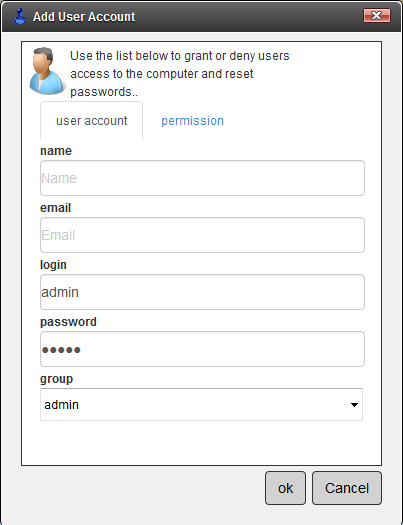 Add User Account
Use the list below to grant or deny users
access to the computer and reset
passwords..
user account permission
name
Name
email
Email
login
admin
password
●●●●●
group
admin
ok Cancel